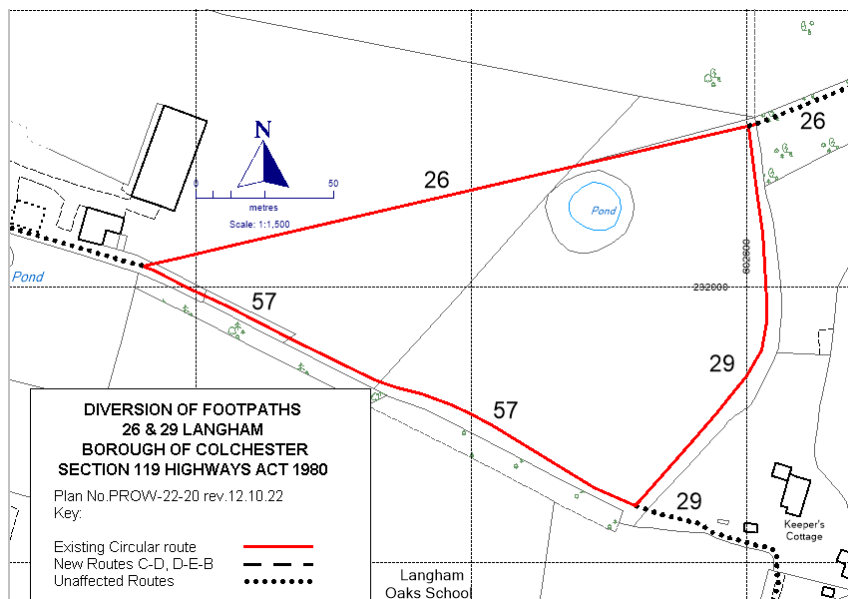 26
N
26
0
50
metres
Scale: 1:1,500
Pond
Pond
57
602600
232000
29
57
29
Keeper's
Cottage
DIVERSION OF FOOTPATHS
26 & 29 LANGHAM
BOROUGH OF COLCHESTER
SECTION 119 HIGHWAYS ACT 1980
Plan No.PROW-22-20 rev.12.10.22
Key:
Existing Circular route
New Routes C-D, D-E-B
Unaffected Routes
Langham
Oaks School